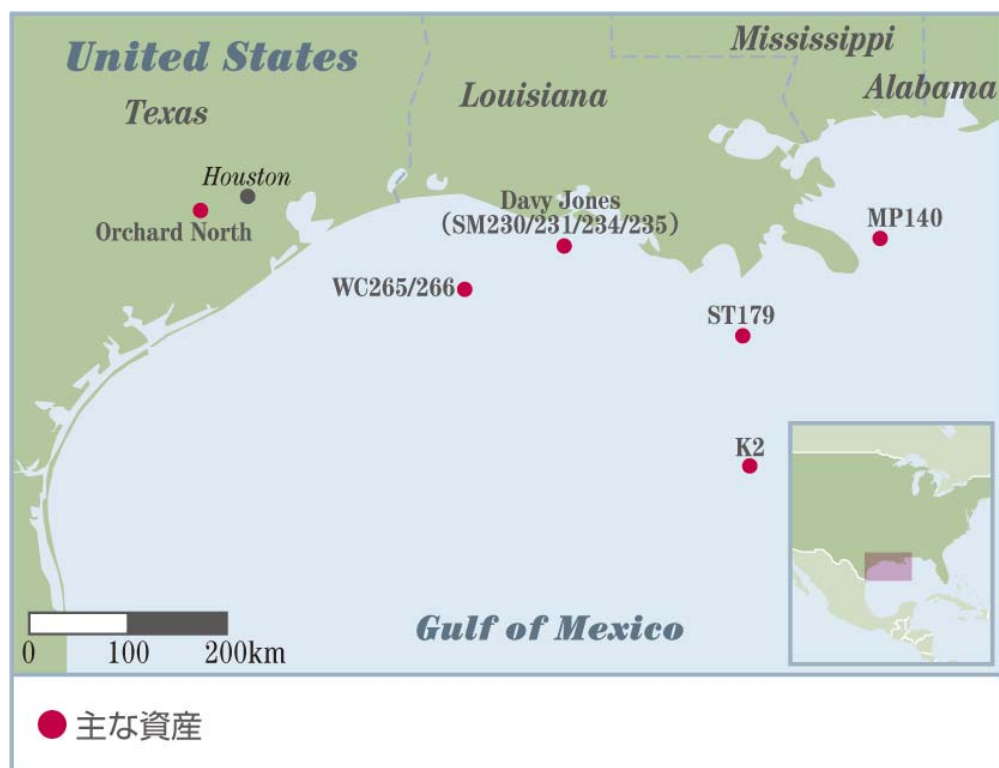 United States
Mississippi
Alabama
Louisiana
Texas
Houston
Orchard North
Davy Jones
(SM230/231/234/235)
MP140
WC265/266
ST179
K2
Gulf of Mexico
0 100 200km
主な資産